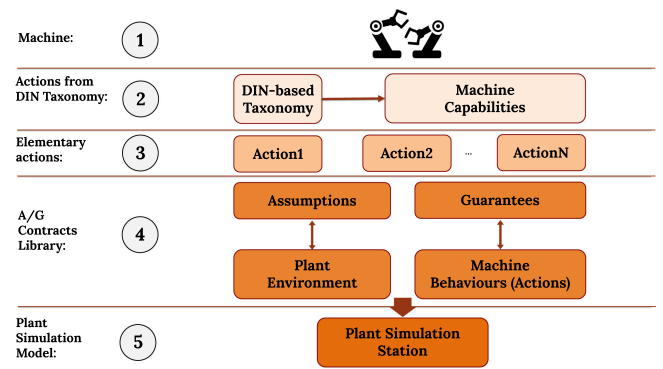 Machine:
1
Actions from
DIN Taxonomy:
2
DIN-based
Taxonomy
Machine
Capabilities
Elementary
actions:
3
Action1
Action2
...
ActionN
A/G
Contracts
Library:
4
Assumptions
Guarantees
Plant
Environment
Machine
Behaviours (Actions)
Plant
Simulation
Model:
5
Plant Simulation
Station